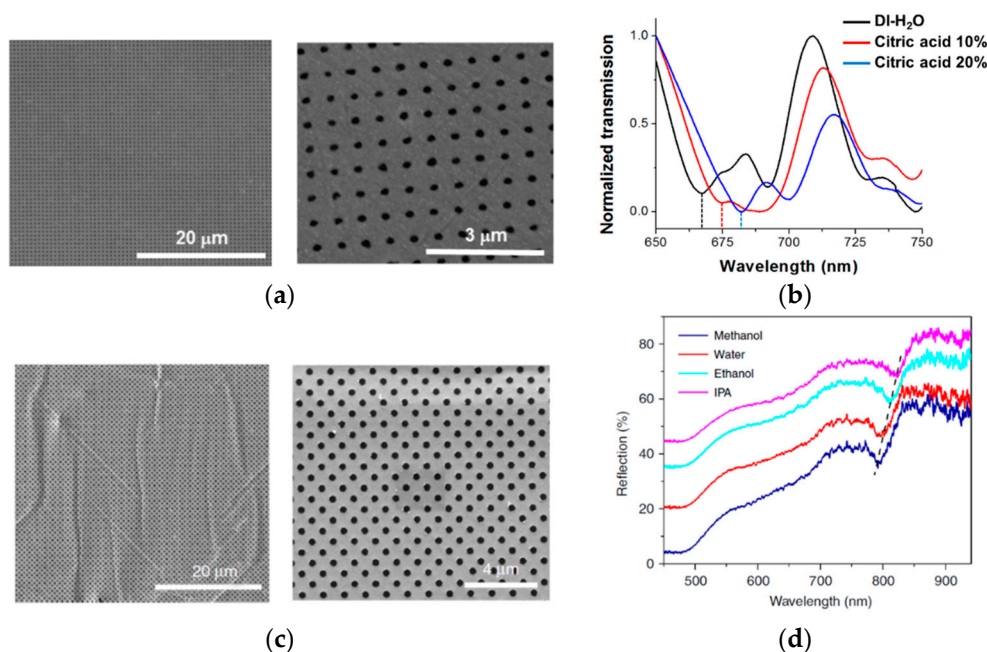 20 μm
3 μm
(a)
DI-H₂O
Citric acid 10%
Citric acid 20%
Normalized transmission
1.0
0.5
0.0
650 675 700 725 750
Wavelength (nm)
(b)
20 μm
4 μm
(c)
Methanol
Water
Ethanol
IPA
Reflection (%)
80
60
40
20
0
500 600 700 800 900
Wavelength (nm)
(d)